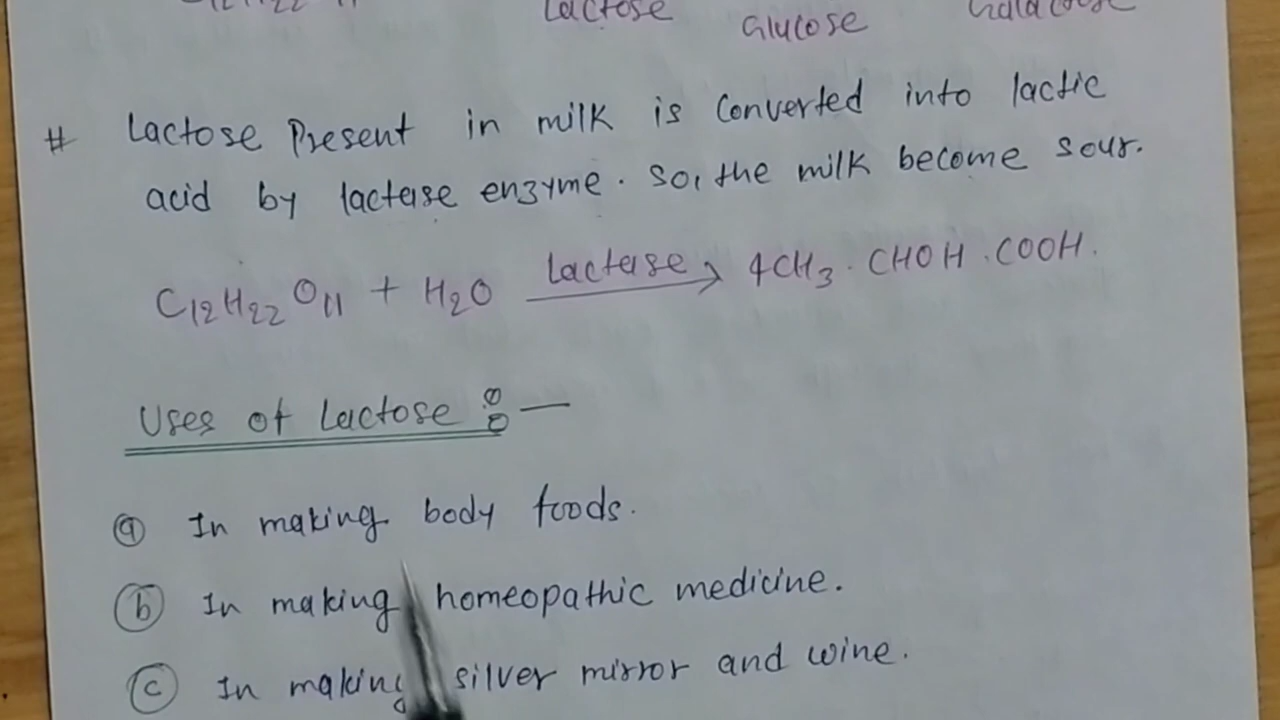 Lactose
Glucose
# Lactose Present in milk is Converted into lactic
acid by lactase enzyme. So, the milk become sour.
C12H22O11 + H2O Lactase → 4CH3.CHOH.COOH.
Uses of Lactose :—
(a) In making body foods.
(b) In making homeopathic medicine.
(c) In making silver mirror and wine.